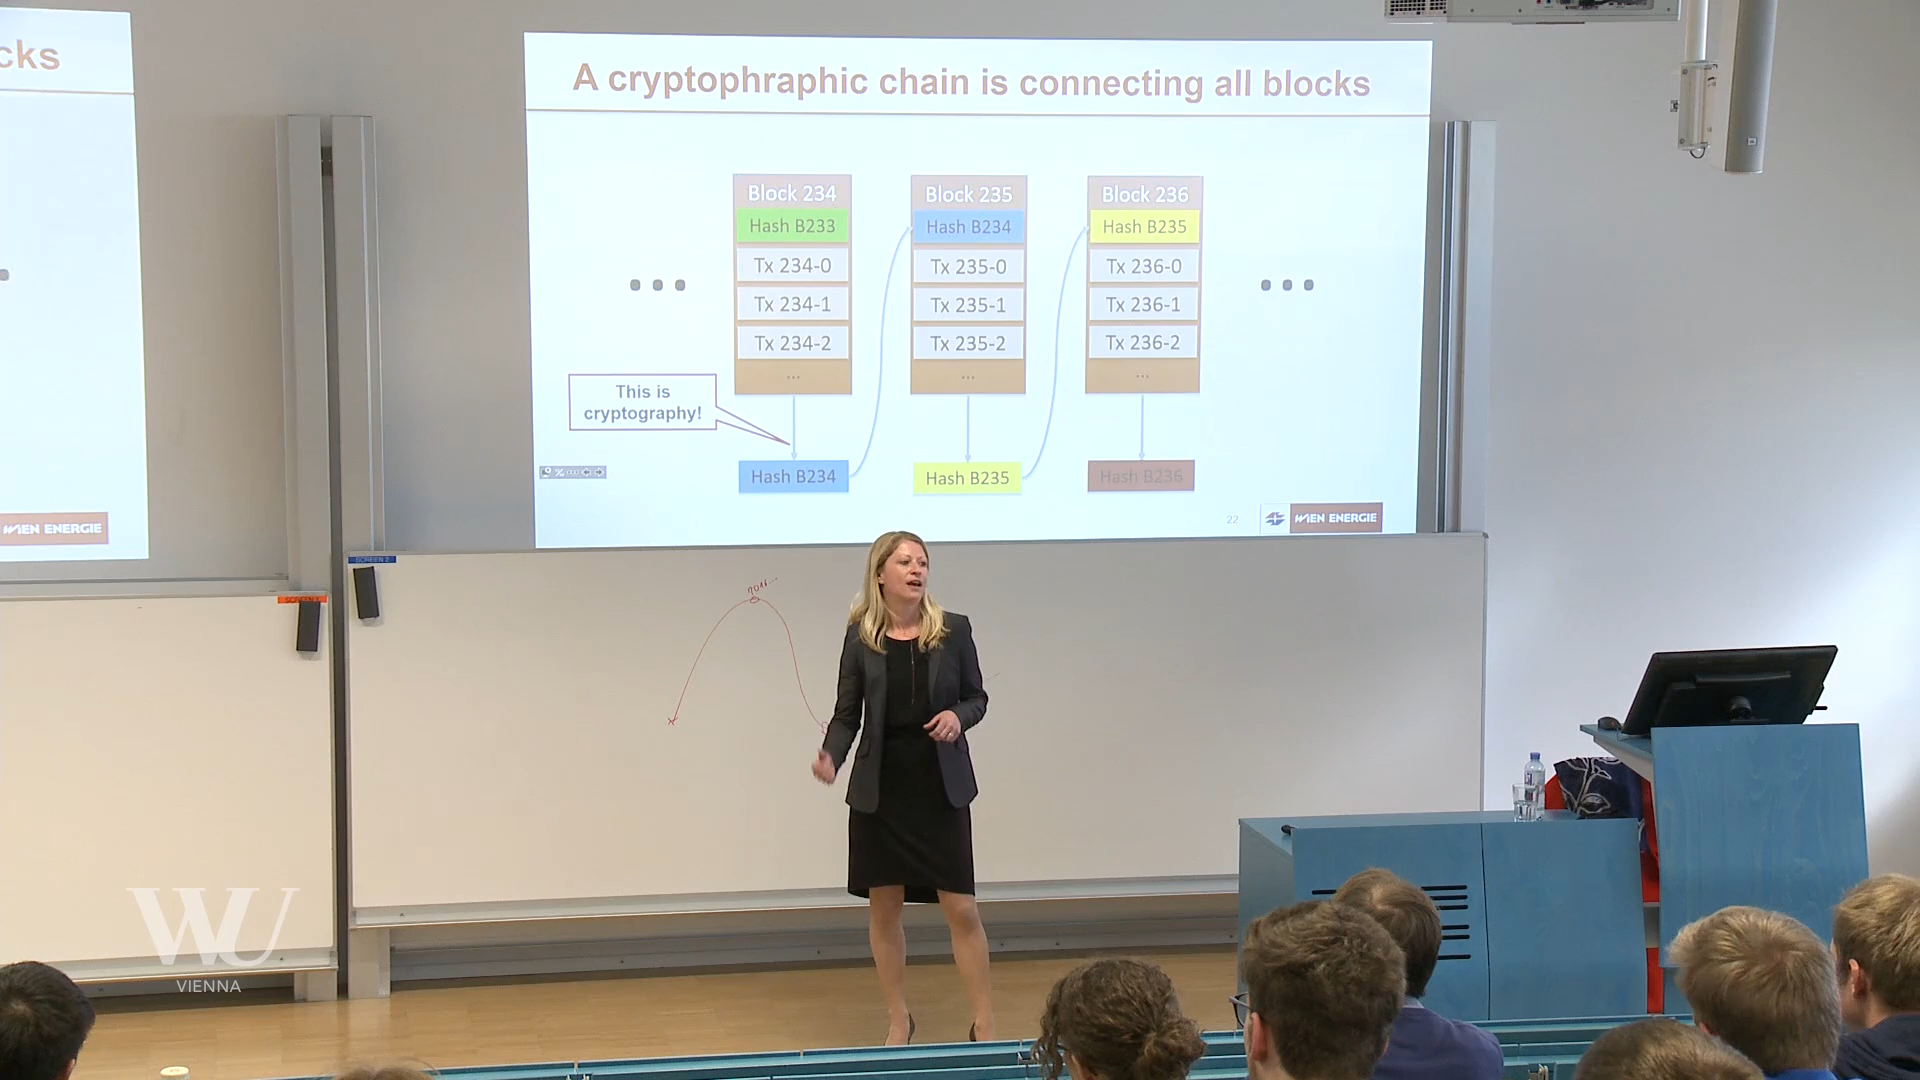 cks
A cryptophraphic chain is connecting all blocks
Block 234
Hash B233
Tx 234-0
Tx 234-1
Tx 234-2
...
Hash B234
Block 235
Hash B234
Tx 235-0
Tx 235-1
Tx 235-2
...
Hash B235
Block 236
Hash B235
Tx 236-0
Tx 236-1
Tx 236-2
...
Hash B236
...
...
This is
cryptography!
22
WIEN ENERGIE
WIEN ENERGIE
SCREEN 2
WU
VIENNA